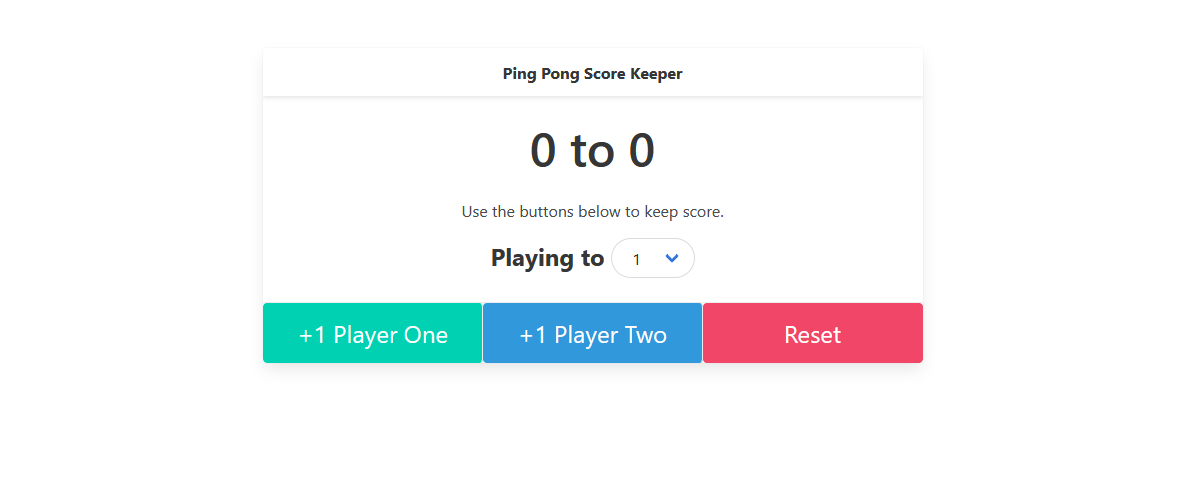 Ping Pong Score Keeper
0 to 0
Use the buttons below to keep score.
Playing to 1
+1 Player One +1 Player Two Reset